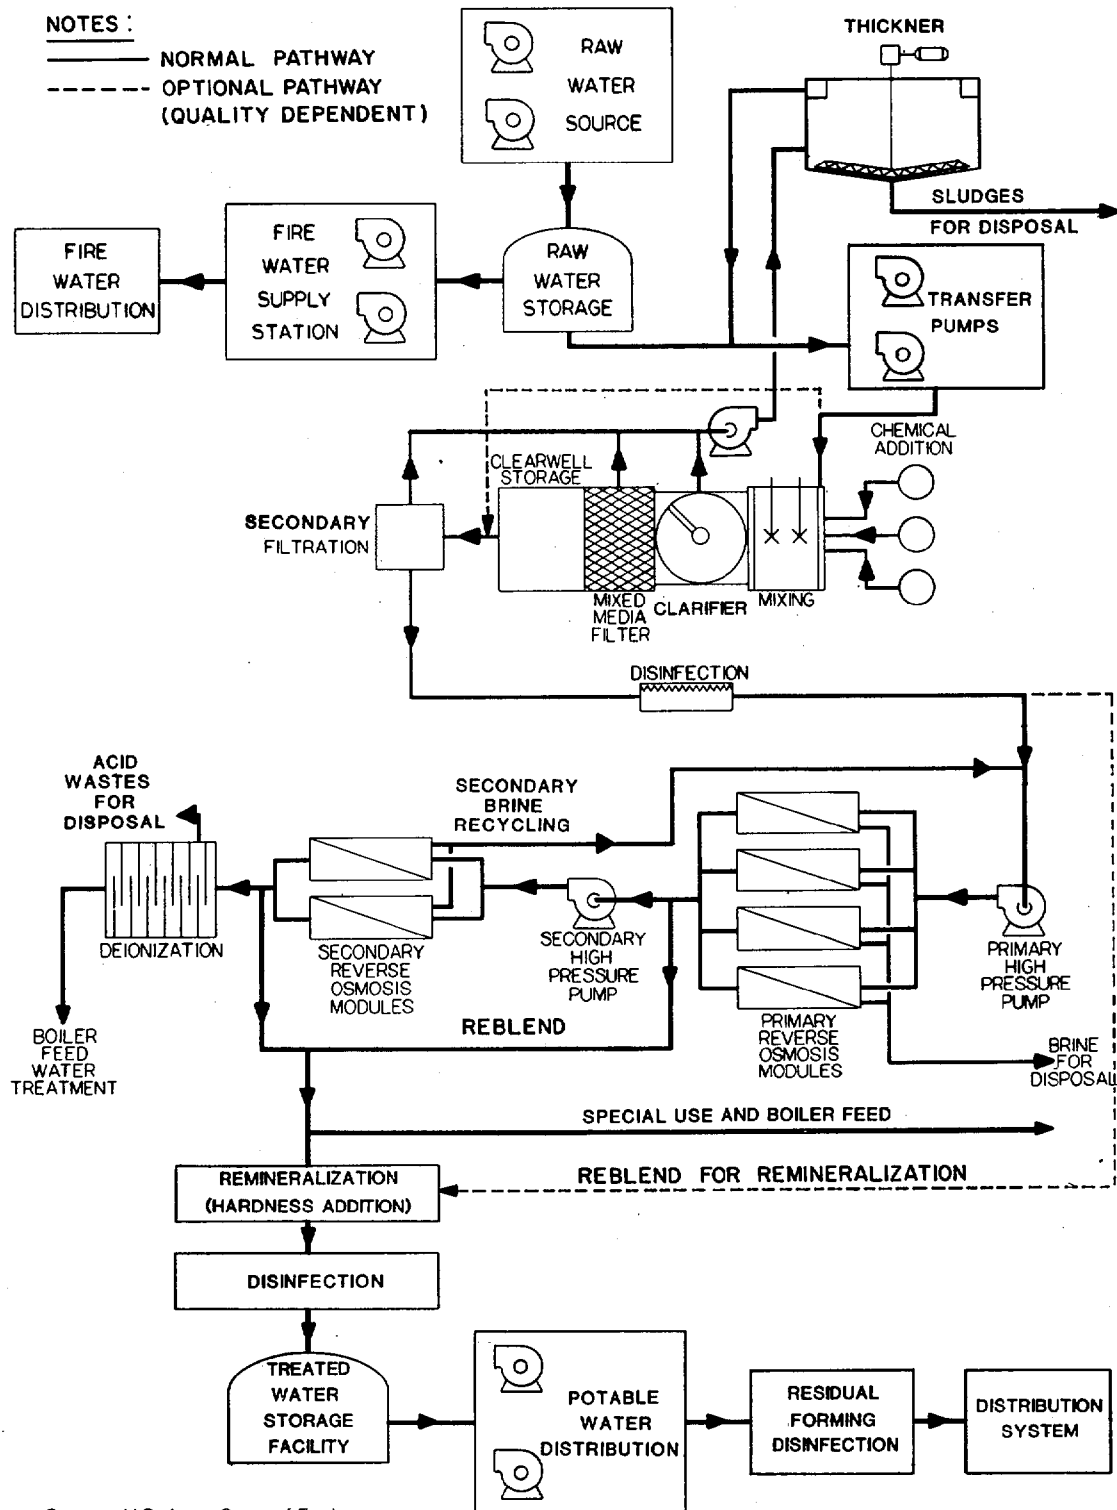 NOTES :
NORMAL PATHWAY
OPTIONAL PATHWAY
(QUALITY DEPENDENT)
RAW
WATER
SOURCE
THICKNER
SLUDGES
FOR DISPOSAL
FIRE
WATER
DISTRIBUTION
FIRE
WATER
SUPPLY
STATION
RAW
WATER
STORAGE
TRANSFER
PUMPS
CHEMICAL
ADDITION
CLEARWELL
STORAGE
SECONDARY
FILTRATION
MIXED
MEDIA
FILTER
CLARIFIER
MIXING
DISINFECTION
ACID
WASTES
FOR
DISPOSAL
SECONDARY
BRINE
RECYCLING
DEIONIZATION
SECONDARY
REVERSE
OSMOSIS
MODULES
SECONDARY
HIGH
PRESSURE
PUMP
PRIMARY
HIGH
PRESSURE
PUMP
BOILER
FEED
WATER
TREATMENT
REBLEND
PRIMARY
REVERSE
OSMOSIS
MODULES
BRINE
FOR
DISPOSAL
SPECIAL USE AND BOILER FEED
REMINERALIZATION
(HARDNESS ADDITION)
REBLEND FOR REMINERALIZATION
DISINFECTION
TREATED
WATER
STORAGE
FACILITY
POTABLE
WATER
DISTRIBUTION
RESIDUAL
FORMING
DISINFECTION
DISTRIBUTION
SYSTEM